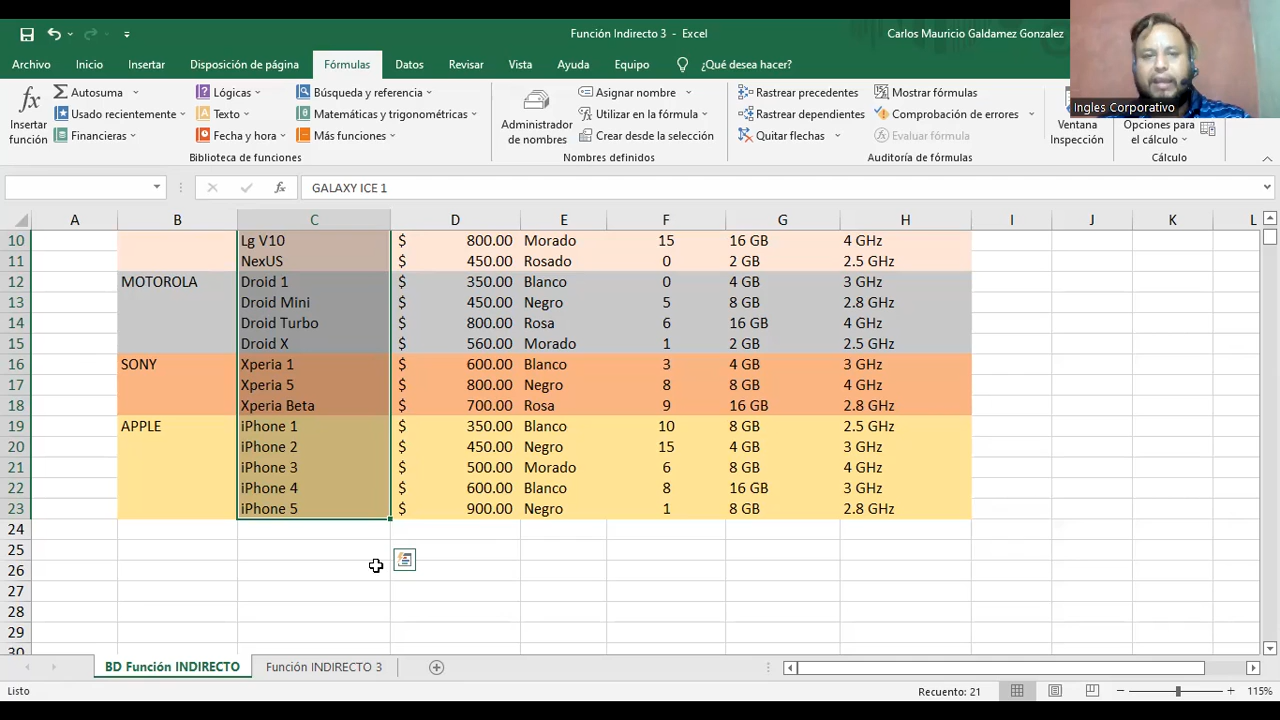 Función Indirecto 3 - Excel
Carlos Mauricio Galdamez Gonzalez
Archivo Inicio Insertar Disposición de página Fórmulas Datos Revisar Vista Ayuda Equipo ¿Qué desea hacer?
Ingles Corporativo
fx Insertar función
Autosuma
Usado recientemente
Financieras
Lógicas
Texto
Fecha y hora
Búsqueda y referencia
Matemáticas y trigonométricas
Más funciones
Biblioteca de funciones
Administrador de nombres
Asignar nombre
Utilizar en la fórmula
Crear desde la selección
Nombres definidos
Rastrear precedentes
Rastrear dependientes
Quitar flechas
Mostrar fórmulas
Comprobación de errores
Evaluar fórmula
Auditoría de fórmulas
Ventana Inspección
Opciones para el cálculo
Cálculo
fx GALAXY ICE 1
A B C D E F G H I J K L
10 Lg V10 $ 800.00 Morado 15 16 GB 4 GHz
11 NexUS $ 450.00 Rosado 0 2 GB 2.5 GHz
12 MOTOROLA Droid 1 $ 350.00 Blanco 0 4 GB 3 GHz
13 Droid Mini $ 450.00 Negro 5 8 GB 2.8 GHz
14 Droid Turbo $ 800.00 Rosa 6 16 GB 4 GHz
15 Droid X $ 560.00 Morado 1 2 GB 2.5 GHz
16 SONY Xperia 1 $ 600.00 Blanco 3 4 GB 3 GHz
17 Xperia 5 $ 800.00 Negro 8 8 GB 4 GHz
18 Xperia Beta $ 700.00 Rosa 9 16 GB 2.8 GHz
19 APPLE iPhone 1 $ 350.00 Blanco 10 8 GB 2.5 GHz
20 iPhone 2 $ 450.00 Negro 15 4 GB 3 GHz
21 iPhone 3 $ 500.00 Morado 6 8 GB 4 GHz
22 iPhone 4 $ 600.00 Blanco 8 16 GB 3 GHz
23 iPhone 5 $ 900.00 Negro 1 8 GB 2.8 GHz
24
25
26
27
28
29
30
BD Función INDIRECTO Función INDIRECTO 3
Listo Recuento: 21 115%